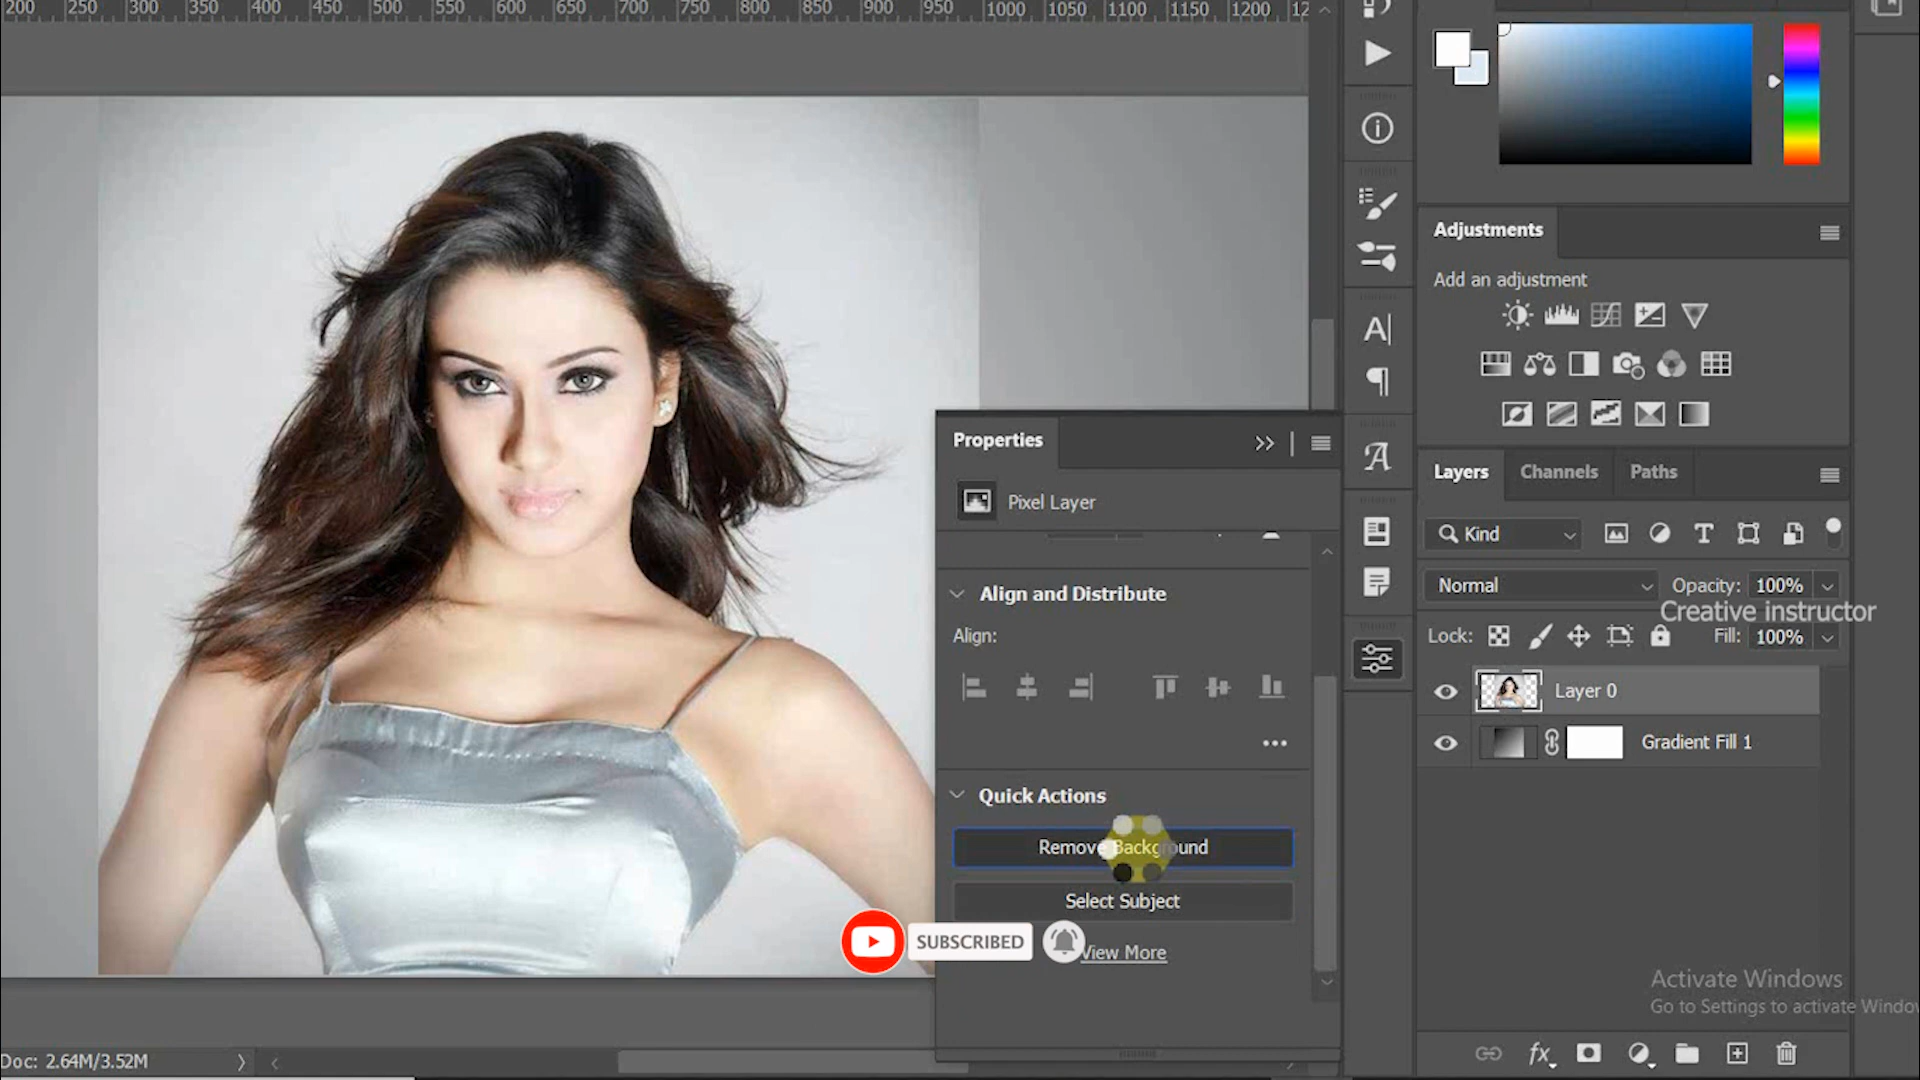 200 250 300 350 400 450 500 550 600 650 700 750 800 850 900 950 1000 1050 1100 1150 1200 12
Adjustments
Add an adjustment
Properties
Pixel Layer
Align and Distribute
Align:
Quick Actions
Remove Background
Select Subject
View More
SUBSCRIBED
Layers Channels Paths
Kind
Normal Opacity: 100%
Creative instructor
Lock: Fill: 100%
Layer 0
Gradient Fill 1
Activate Windows
Go to Settings to activate Window
Doc: 2.64M/3.52M